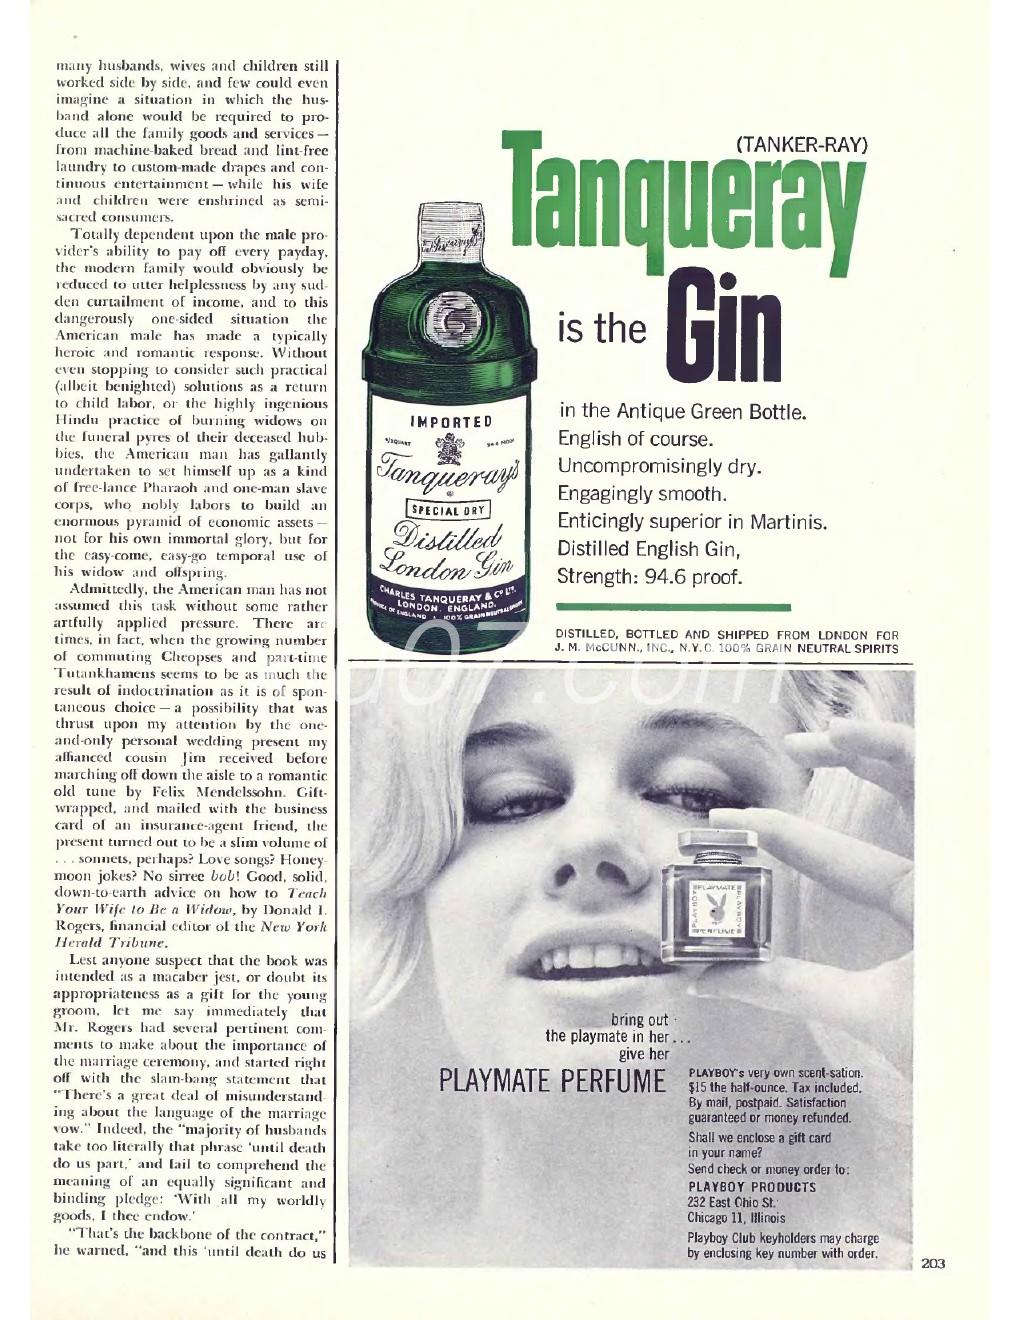 many husbands, wives and children still
worked side by side, and few could even
imagine a situation in which the hus-
band alone would be required to pro-
duce all the family goods and services —
from machine-baked bread and lint-free
laundry to custom-made drapes and con-
tinuous entertainment — while his wife
and children were enshrined as semi-
sacred consumers.
Totally dependent upon the male pro-
vider's ability to pay off every payday,
the modern family would obviously be
reduced to utter helplessness by any sud-
den curtailment of income, and to this
dangerously one-sided situation the
American male has made a typically
heroic and romantic response. Without
even stopping to consider such practical
(albeit benighted) solutions as a return
to child labor, or the highly ingenious
Hindu practice of burning widows on
the funeral pyres of their deceased hub-
bies, the American man has gallantly
undertaken to set himself up as a kind
of free-lance Pharaoh and one-man slave
corps, who nobly labors to build an
enormous pyramid of economic assets —
not for his own immortal glory, but for
the easy-come, easy-go temporal use of
his widow and offspring.
Admittedly, the American man has not
assumed this task without some rather
artfully applied pressure. There are
times, in fact, when the growing number
of commuting Cheopses and part-time
Tutankhamens seems to be as much the
result of indoctrination as it is of spon-
taneous choice — a possibility that was
thrust upon my attention by the one-
and-only personal wedding present my
affianced cousin Jim received before
marching off down the aisle to a romantic
old tune by Felix Mendelssohn. Gift-
wrapped, and mailed with the business
card of an insurance-agent friend, the
present turned out to be a slim volume of
. . . sonnets, perhaps? Love songs? Honey-
moon jokes? No sirree bob! Good, solid,
down-to-earth advice on how to Teach
Your Wife to Be a Widow, by Donald I.
Rogers, financial editor of the New York
Herald Tribune.
Lest anyone suspect that the book was
intended as a macaber jest, or doubt its
appropriateness as a gift for the young
groom, let me say immediately that
Mr. Rogers had several pertinent com-
ments to make about the importance of
the marriage ceremony, and started right
off with the slam-bang statement that
"There's a great deal of misunderstand-
ing about the language of the marriage
vow." Indeed, the "majority of husbands
take too literally that phrase 'until death
do us part,' and fail to comprehend the
meaning of an equally significant and
binding pledge: 'With all my worldly
goods, I thee endow.'
"That's the backbone of the contract,"
he warned, "and this 'until death do us
(TANKER-RAY)
Tanqueray
is the Gin
in the Antique Green Bottle.
English of course.
Uncompromisingly dry.
Engagingly smooth.
Enticingly superior in Martinis.
Distilled English Gin,
Strength: 94.6 proof.
DISTILLED, BOTTLED AND SHIPPED FROM LONDON FOR
J. M. McCUNN., INC., N.Y.C. 100% GRAIN NEUTRAL SPIRITS
IMPORTED
4/5 QUART 94.6 PROOF
Tanqueray's
SPECIAL DRY
Distilled
London Gin
CHARLES TANQUERAY & Co LTD.
LONDON, ENGLAND.
PRODUCE OF ENGLAND • 100% GRAIN NEUTRAL SPIRITS
PLAYMATE
PLAYBOY
PLAYBOY
PERFUME
bring out
the playmate in her...
give her
PLAYMATE PERFUME
PLAYBOY's very own scent-sation.
$15 the half-ounce. Tax included.
By mail, postpaid. Satisfaction
guaranteed or money refunded.
Shall we enclose a gift card
in your name?
Send check or money order to:
PLAYBOY PRODUCTS
232 East Ohio St.
Chicago 11, Illinois
Playboy Club keyholders may charge
by enclosing key number with order.
203